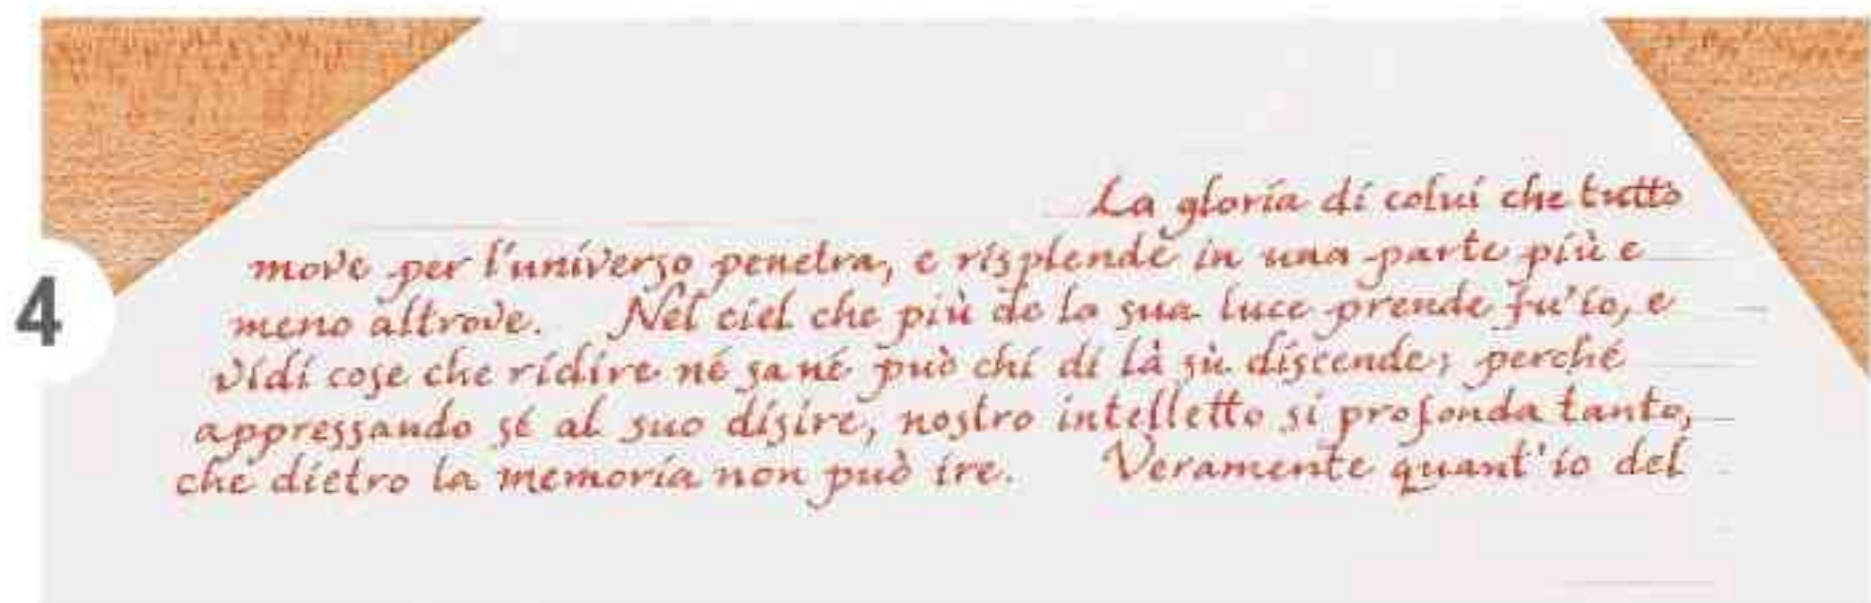 4
La gloria di colui che tutto
move per l'universo penetra, e risplende in una parte più e
meno altrove. Nel ciel che più de la sua luce prende fu'io, e
vidi cose che ridire né sa né può chi di là sù discende; perché
appressando sé al suo disire, nostro intelletto si profonda tanto,
che dietro la memoria non può ire. Veramente quant'io del